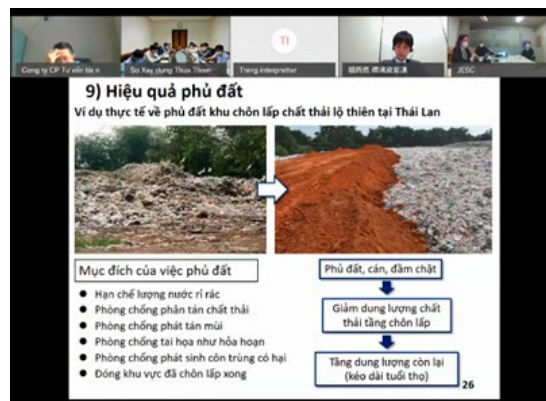 TI
Công ty CP Tư vấn tài n
Sở Xây dựng Thừa Thiên
Trang interpretter
JESC
9) Hiệu quả phủ đất
Ví dụ thực tế về phủ đất khu chôn lấp chất thải lộ thiên tại Thái Lan
Mục đích của việc phủ đất
● Hạn chế lượng nước rỉ rác
● Phòng chống phân tán chất thải
● Phòng chống phát tán mùi
● Phòng chống tai họa như hỏa hoạn
● Phòng chống phát sinh côn trùng có hại
● Đóng khu vực đã chôn lấp xong
Phủ đất, cán, đầm chặt
Giảm dung lượng chất
thải tầng chôn lấp
Tăng dung lượng còn lại
(kéo dài tuổi thọ)
26